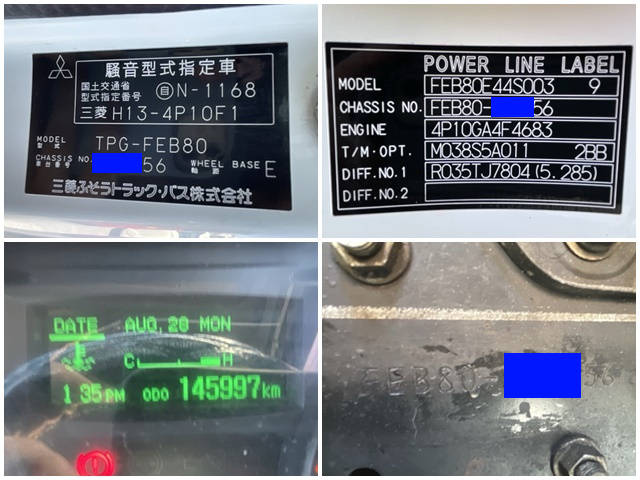 騒音型式指定車
国土交通省
型式指定番号 自 N-1168
三菱 H13-4P10F1
MODEL
型式 TPG-FEB80
CHASSIS NO.
車台番号 56 WHEEL BASE
軸距 E
三菱ふそうトラック・バス株式会社
POWER LINE LABEL
MODEL FEB80E44S003 9
CHASSIS NO. FEB80- 56
ENGINE 4P10GA4F4683
T/M・OPT. M038S5A011 2BB
DIFF.NO.1 R035TJ7804(5.285)
DIFF.NO.2
DATE AUG,28 MON
C H
1:35PM ODO 145997km
FEB80- 56